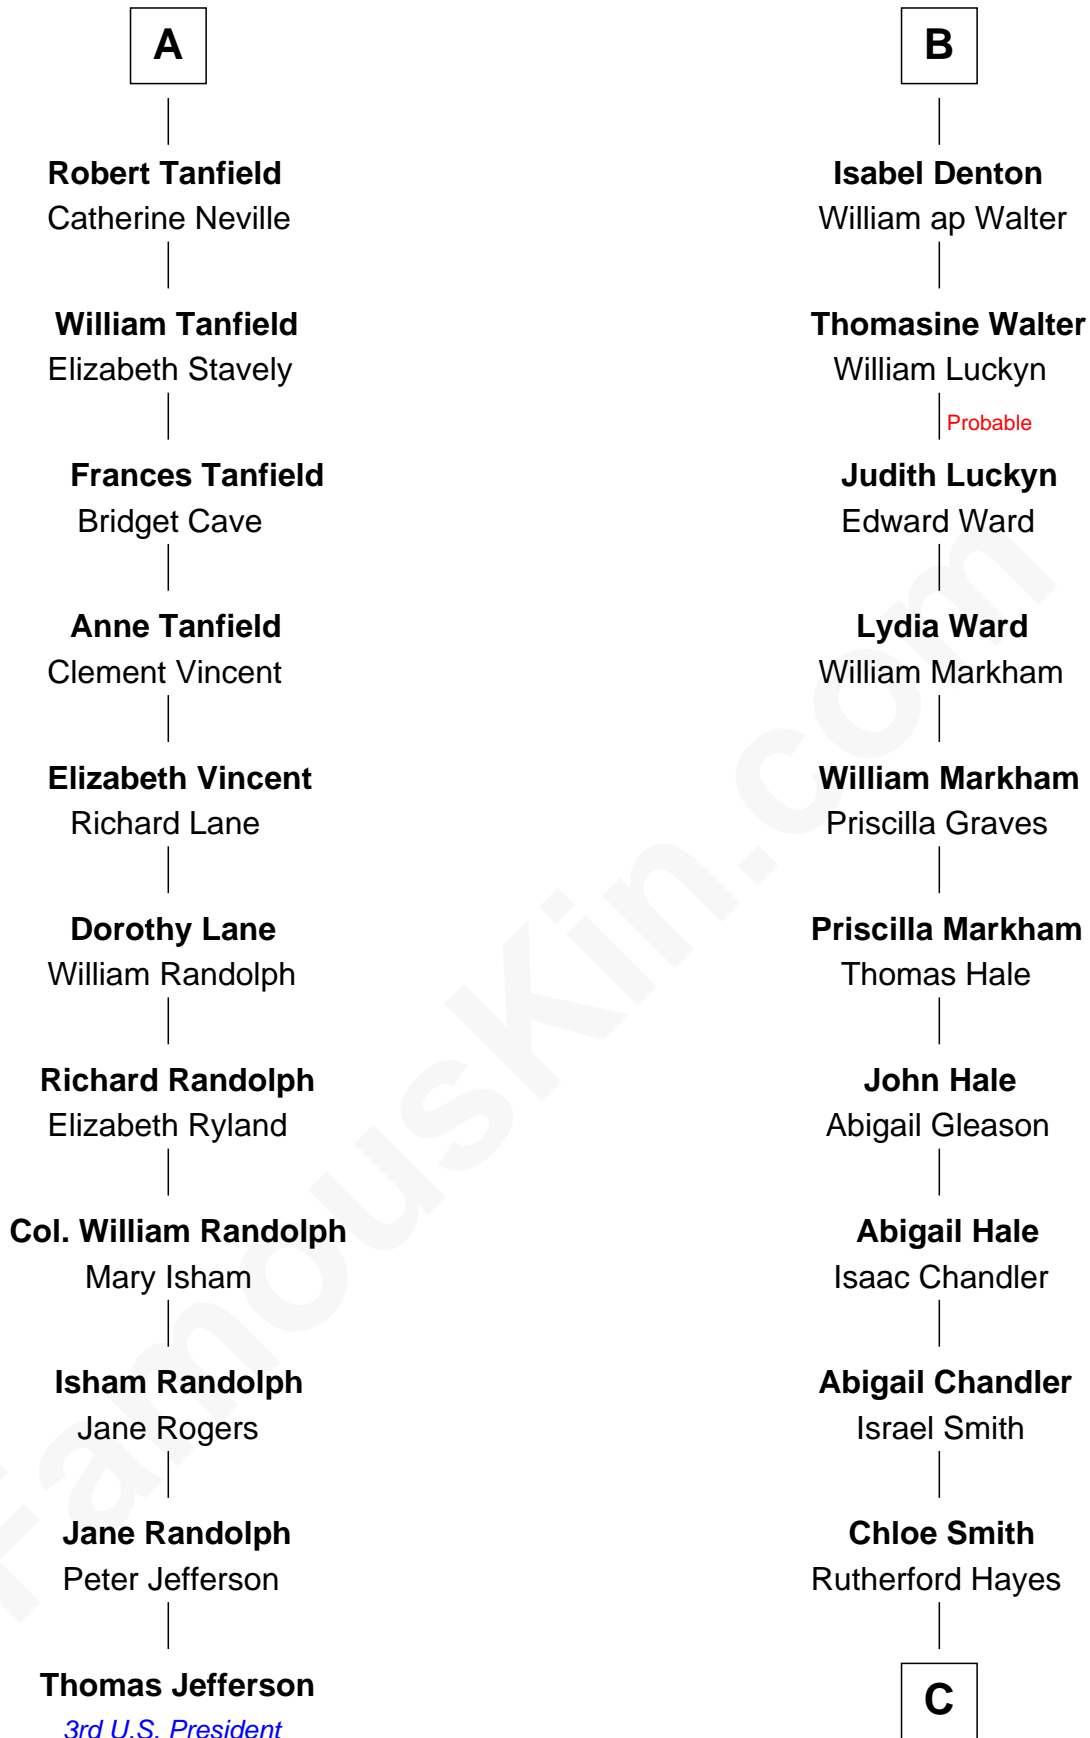 A
Robert Tanfield
Catherine Neville
William Tanfield
Elizabeth Stavely
Frances Tanfield
Bridget Cave
Anne Tanfield
Clement Vincent
Elizabeth Vincent
Richard Lane
Dorothy Lane
William Randolph
Richard Randolph
Elizabeth Ryland
Col. William Randolph
Mary Isham
Isham Randolph
Jane Rogers
Jane Randolph
Peter Jefferson
Thomas Jefferson
3rd U.S. President
B
Isabel Denton
William ap Walter
Thomasine Walter
William Luckyn
Probable
Judith Luckyn
Edward Ward
Lydia Ward
William Markham
William Markham
Priscilla Graves
Priscilla Markham
Thomas Hale
John Hale
Abigail Gleason
Abigail Hale
Isaac Chandler
Abigail Chandler
Israel Smith
Chloe Smith
Rutherford Hayes
C
FamousKin.com